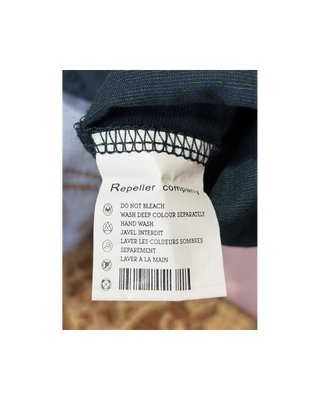 Repeller company
DO NOT BLEACH
WASH DEEP COLOUR SEPARATELY
HAND WASH
JAVEL INTERDIT
LAVER LES COLUEURS SOMBRES
SEPAREMENT
LAVER A LA MAIN